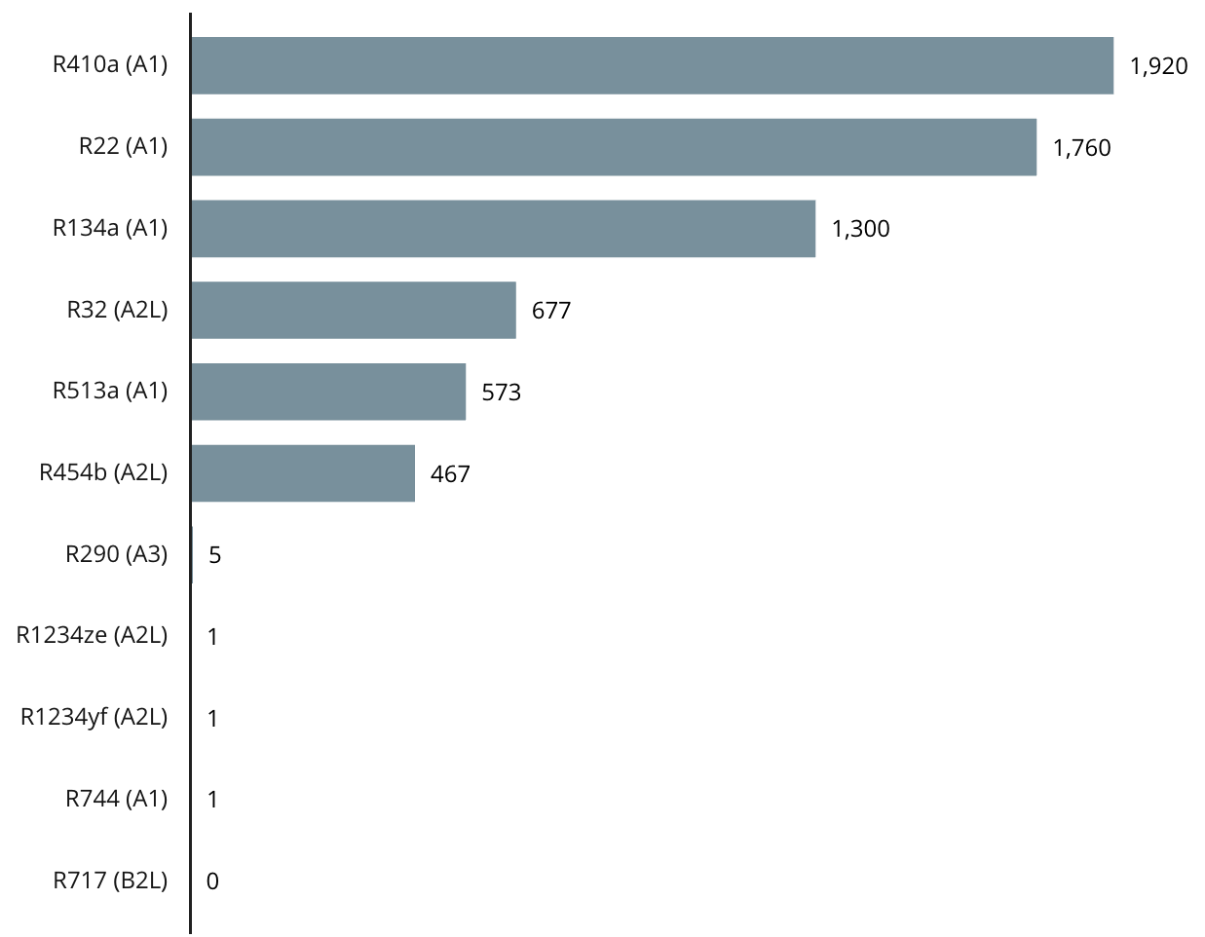 R410a (A1) 1,920
R22 (A1) 1,760
R134a (A1) 1,300
R32 (A2L) 677
R513a (A1) 573
R454b (A2L) 467
R290 (A3) 5
R1234ze (A2L) 1
R1234yf (A2L) 1
R744 (A1) 1
R717 (B2L) 0